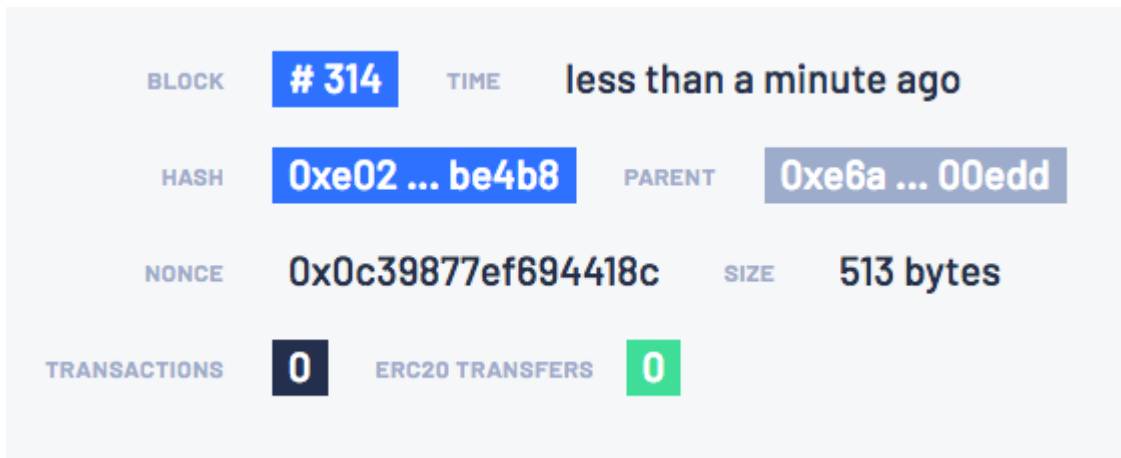 BLOCK # 314 TIME less than a minute ago
HASH 0xe02 ... be4b8 PARENT 0xe6a ... 00edd
NONCE 0x0c39877ef694418c SIZE 513 bytes
TRANSACTIONS 0 ERC20 TRANSFERS 0